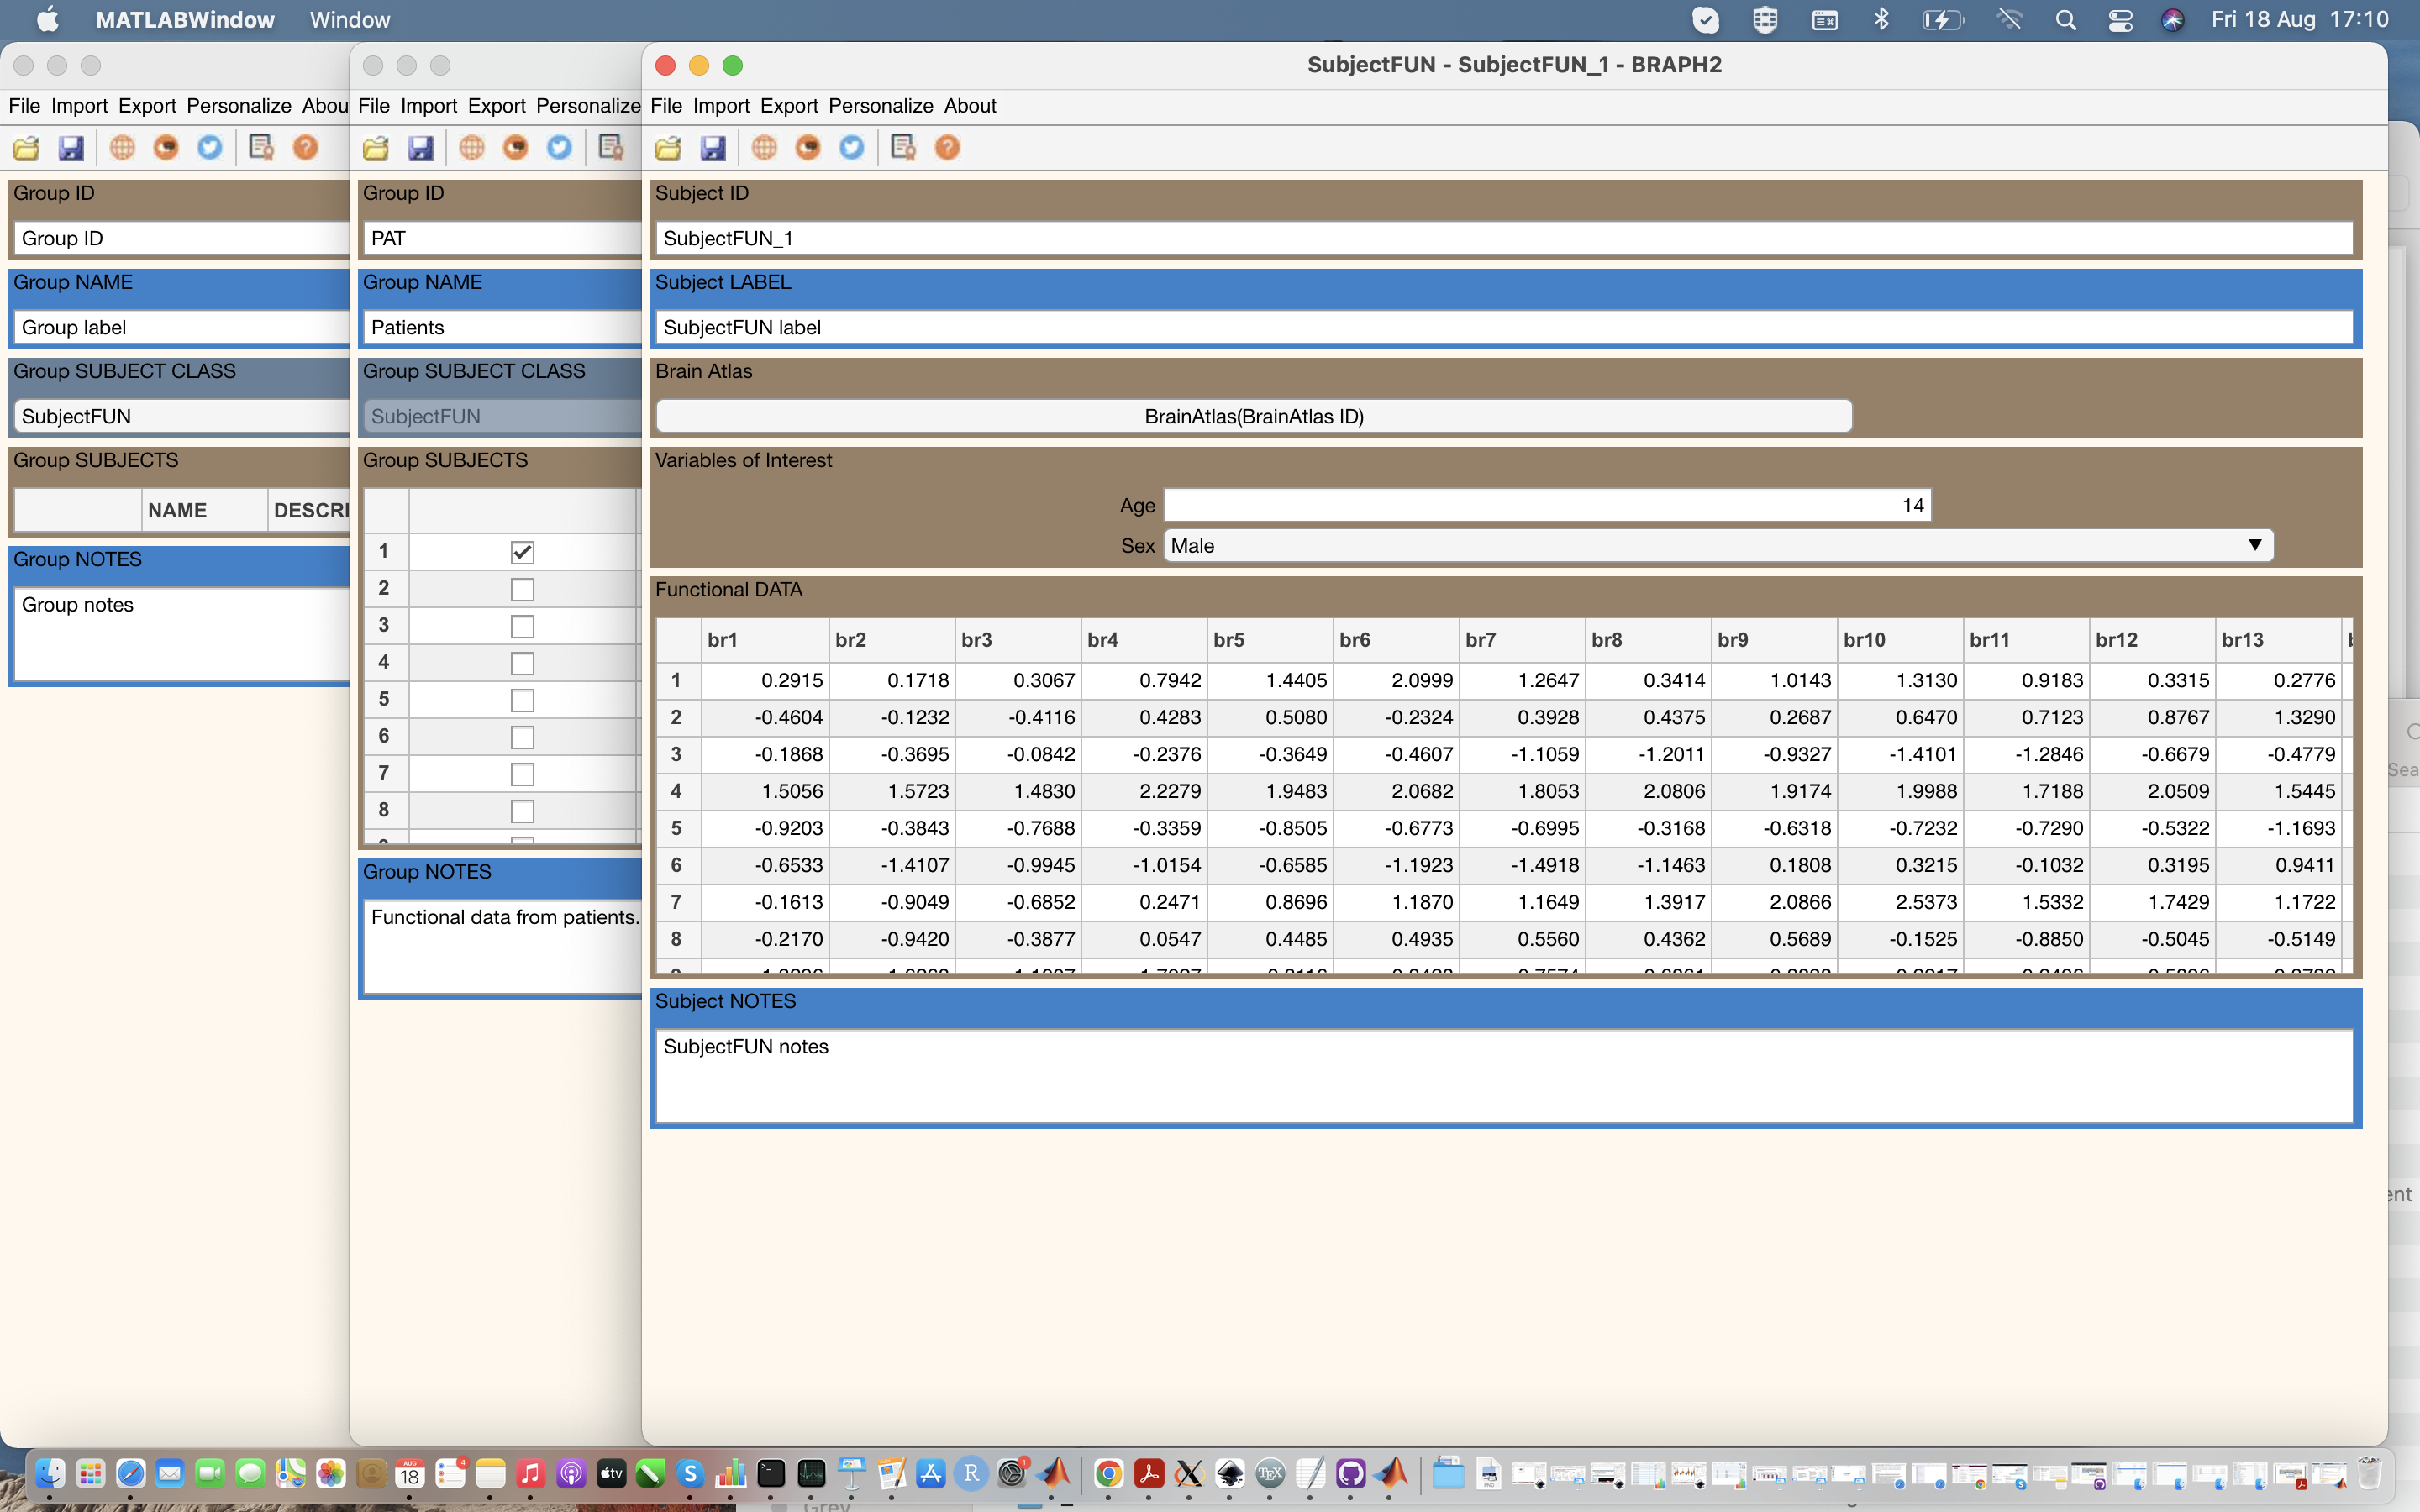 MATLABWindow Window Fri 18 Aug 17:10
SubjectFUN - SubjectFUN_1 - BRAPH2
File Import Export Personalize Abou
File Import Export Personalize
File Import Export Personalize About
Group ID
Group ID
Group NAME
Group label
Group SUBJECT CLASS
SubjectFUN
Group SUBJECTS
NAME DESCRI
Group NOTES
Group notes
Group ID
PAT
Group NAME
Patients
Group SUBJECT CLASS
SubjectFUN
Group SUBJECTS
1
2
3
4
5
6
7
8
Group NOTES
Functional data from patients.
Subject ID
SubjectFUN_1
Subject LABEL
SubjectFUN label
Brain Atlas
BrainAtlas(BrainAtlas ID)
Variables of Interest
Age 14
Sex Male
Functional DATA
br1 br2 br3 br4 br5 br6 br7 br8 br9 br10 br11 br12 br13
1 0.2915 0.1718 0.3067 0.7942 1.4405 2.0999 1.2647 0.3414 1.0143 1.3130 0.9183 0.3315 0.2776
2 -0.4604 -0.1232 -0.4116 0.4283 0.5080 -0.2324 0.3928 0.4375 0.2687 0.6470 0.7123 0.8767 1.3290
3 -0.1868 -0.3695 -0.0842 -0.2376 -0.3649 -0.4607 -1.1059 -1.2011 -0.9327 -1.4101 -1.2846 -0.6679 -0.4779
4 1.5056 1.5723 1.4830 2.2279 1.9483 2.0682 1.8053 2.0806 1.9174 1.9988 1.7188 2.0509 1.5445
5 -0.9203 -0.3843 -0.7688 -0.3359 -0.8505 -0.6773 -0.6995 -0.3168 -0.6318 -0.7232 -0.7290 -0.5322 -1.1693
6 -0.6533 -1.4107 -0.9945 -1.0154 -0.6585 -1.1923 -1.4918 -1.1463 0.1808 0.3215 -0.1032 0.3195 0.9411
7 -0.1613 -0.9049 -0.6852 0.2471 0.8696 1.1870 1.1649 1.3917 2.0866 2.5373 1.5332 1.7429 1.1722
8 -0.2170 -0.9420 -0.3877 0.0547 0.4485 0.4935 0.5560 0.4362 0.5689 -0.1525 -0.8850 -0.5045 -0.5149
Subject NOTES
SubjectFUN notes
Sea
ent
AUG
18
4
tv
1
TEX
Grey